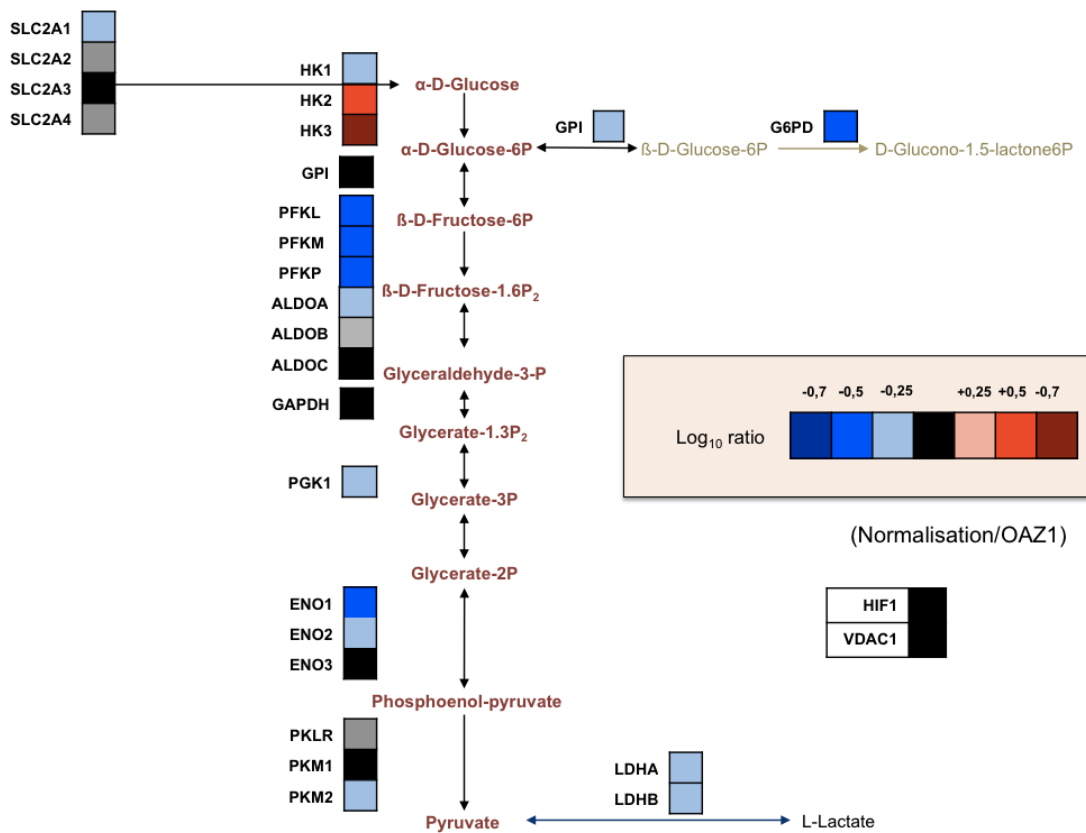 SLC2A1
SLC2A2
SLC2A3
SLC2A4
HK1
HK2
HK3
α-D-Glucose
GPI
G6PD
α-D-Glucose-6P
ß-D-Glucose-6P
D-Glucono-1.5-lactone6P
GPI
PFKL
PFKM
PFKP
ß-D-Fructose-6P
ALDOA
ALDOB
ALDOC
ß-D-Fructose-1.6P₂
Glyceraldehyde-3-P
GAPDH
Glycerate-1.3P₂
-0,7 -0,5 -0,25 +0,25 +0,5 -0,7
Log₁₀ ratio
PGK1
Glycerate-3P
(Normalisation/OAZ1)
Glycerate-2P
HIF1
VDAC1
ENO1
ENO2
ENO3
Phosphoenol-pyruvate
PKLR
PKM1
PKM2
LDHA
LDHB
Pyruvate
L-Lactate